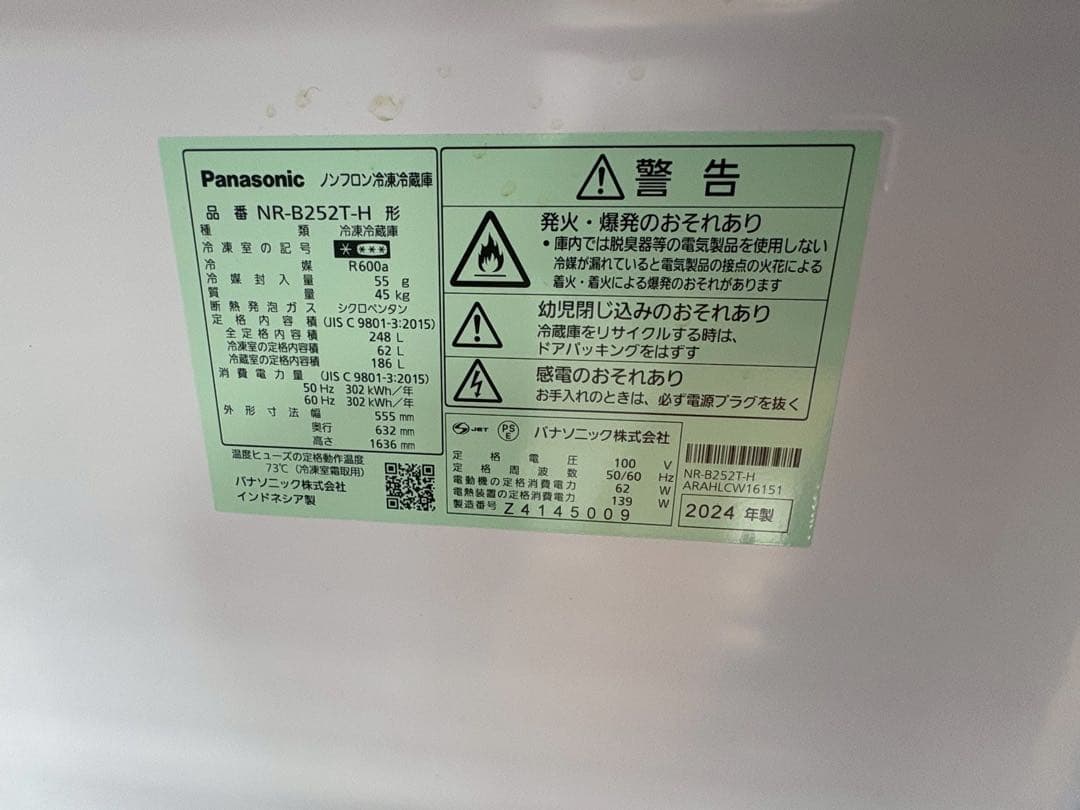 Panasonic ノンフロン冷凍冷蔵庫
品番 NR-B252T-H 形
種類 冷凍冷蔵庫
冷凍室の記号
冷媒 R600a
冷媒封入量 55 g
質量 45 kg
断熱発泡ガス シクロペンタン
定格内容積 (JIS C 9801-3:2015)
全定格内容積 248 L
冷凍室の定格内容積 62 L
冷蔵室の定格内容積 186 L
消費電力量 (JIS C 9801-3:2015)
50 Hz 302 kWh/年
60 Hz 302 kWh/年
外形寸法 幅 555 mm
奥行 632 mm
高さ 1636 mm
温度ヒューズの定格動作温度
73℃(冷凍室霜取用)
パナソニック株式会社
インドネシア製
警告
発火・爆発のおそれあり
• 庫内では脱臭器等の電気製品を使用しない
冷媒が漏れていると電気製品の接点の火花による
着火・着火による爆発のおそれがあります
幼児閉じ込みのおそれあり
冷蔵庫をリサイクルする時は、
ドアパッキングをはずす
感電のおそれあり
お手入れのときは、必ず電源プラグを抜く
JET PSE パナソニック株式会社
定格電圧 100 V
定格周波数 50/60 Hz
電動機の定格消費電力 62 W
電熱装置の定格消費電力 139 W
製造番号 Z4145009
NR-B252T-H
ARAHLCW16151
2024 年製